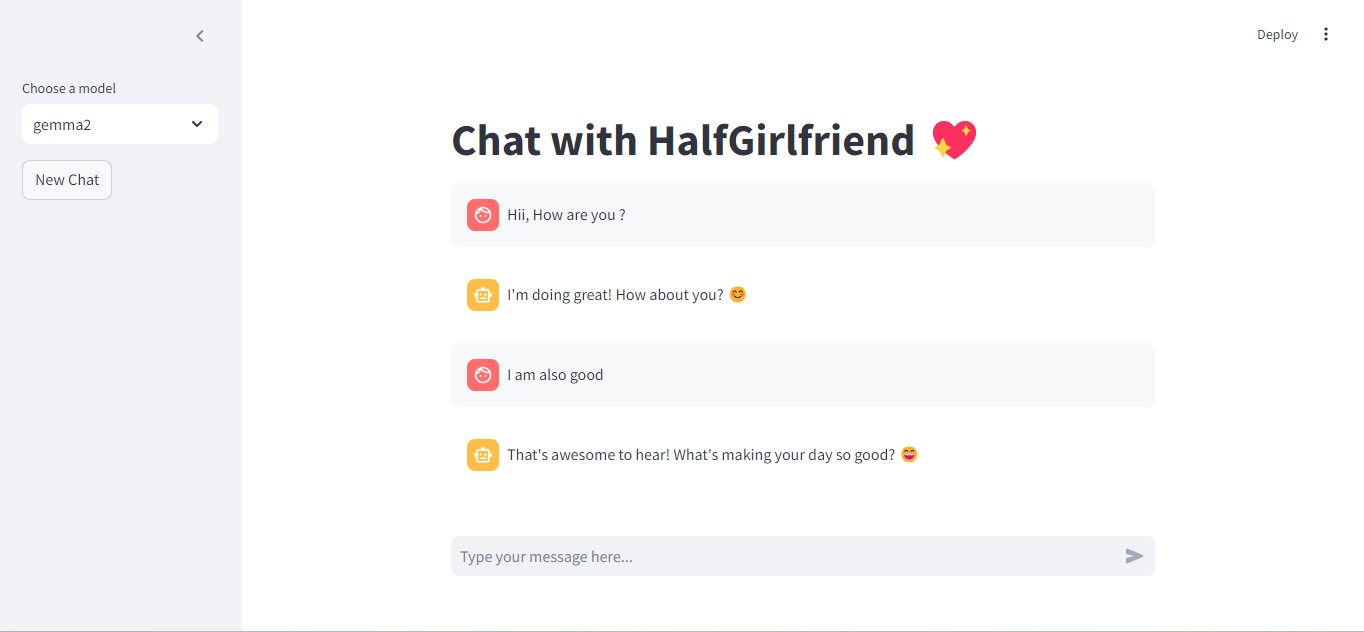 Deploy
Choose a model
gemma2
New Chat
Chat with HalfGirlfriend 💖
Hii, How are you ?
I'm doing great! How about you? 😊
I am also good
That's awesome to hear! What's making your day so good? 😄
Type your message here...